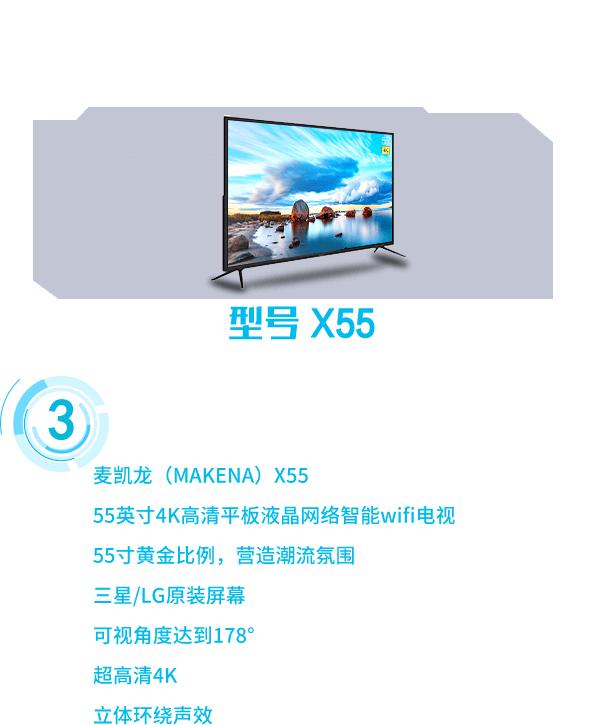 4K
型号 X55
3
麦凯龙（MAKENA）X55
55英寸4K高清平板液晶网络智能wifi电视
55寸黄金比例，营造潮流氛围
三星/LG原装屏幕
可视角度达到178°
超高清4K
立体环绕声效